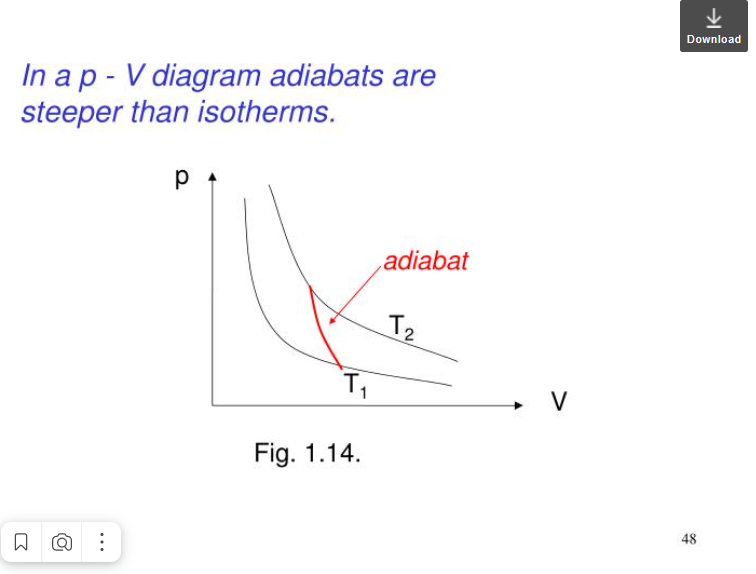 Download
In a p - V diagram adiabats are
steeper than isotherms.
p
adiabat
T₂
T₁
V
Fig. 1.14.
48